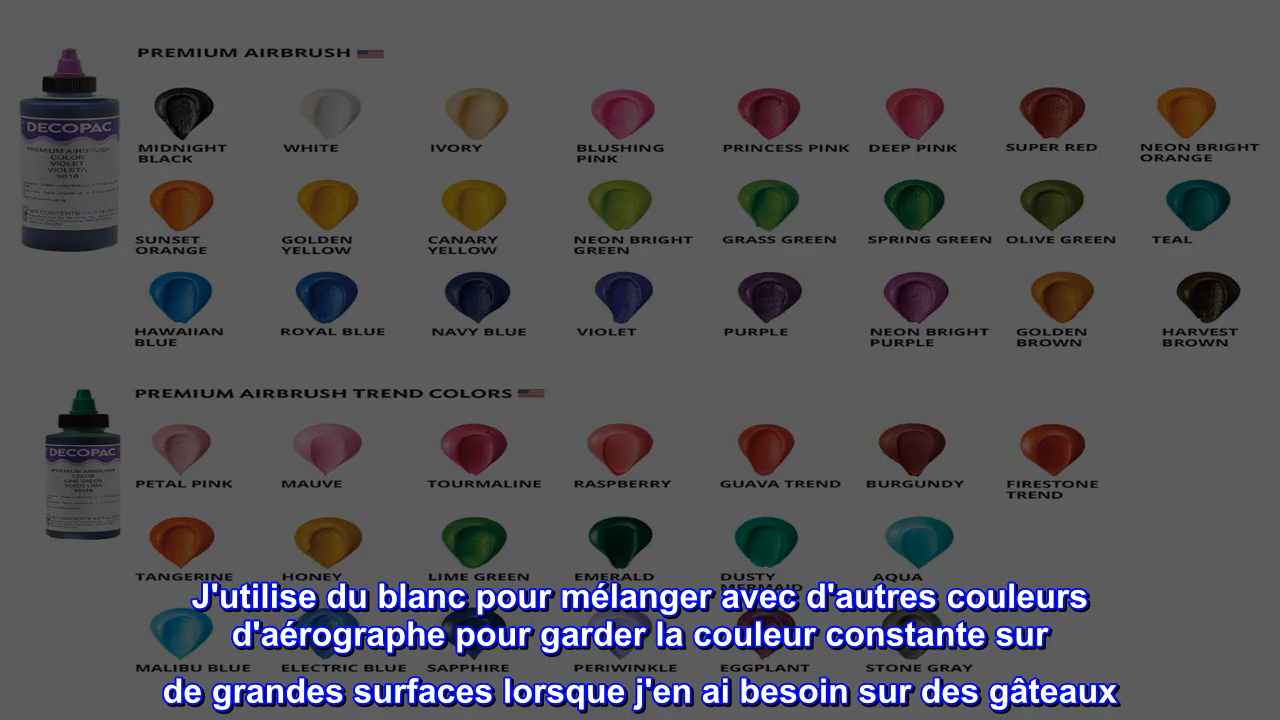 PREMIUM AIRBRUSH
DECOPAC
PREMIUM AIRBRUSH
COLOR
VIOLET
VIOLETA
9618
MIDNIGHT BLACK
WHITE
IVORY
BLUSHING PINK
PRINCESS PINK
DEEP PINK
SUPER RED
NEON BRIGHT ORANGE
SUNSET ORANGE
GOLDEN YELLOW
CANARY YELLOW
NEON BRIGHT GREEN
GRASS GREEN
SPRING GREEN
OLIVE GREEN
TEAL
HAWAIIAN BLUE
ROYAL BLUE
NAVY BLUE
VIOLET
PURPLE
NEON BRIGHT PURPLE
GOLDEN BROWN
HARVEST BROWN
PREMIUM AIRBRUSH TREND COLORS
DECOPAC
PREMIUM AIRBRUSH
COLOR
LIME GREEN
VERDE LIMA
PETAL PINK
MAUVE
TOURMALINE
RASPBERRY
GUAVA TREND
BURGUNDY
FIRESTONE TREND
TANGERINE
HONEY
LIME GREEN
EMERALD
DUSTY MERMAID
AQUA
MALIBU BLUE
ELECTRIC BLUE
SAPPHIRE
PERIWINKLE
EGGPLANT
STONE GRAY
J'utilise du blanc pour mélanger avec d'autres couleurs
d'aérographe pour garder la couleur constante sur
de grandes surfaces lorsque j'en ai besoin sur des gâteaux